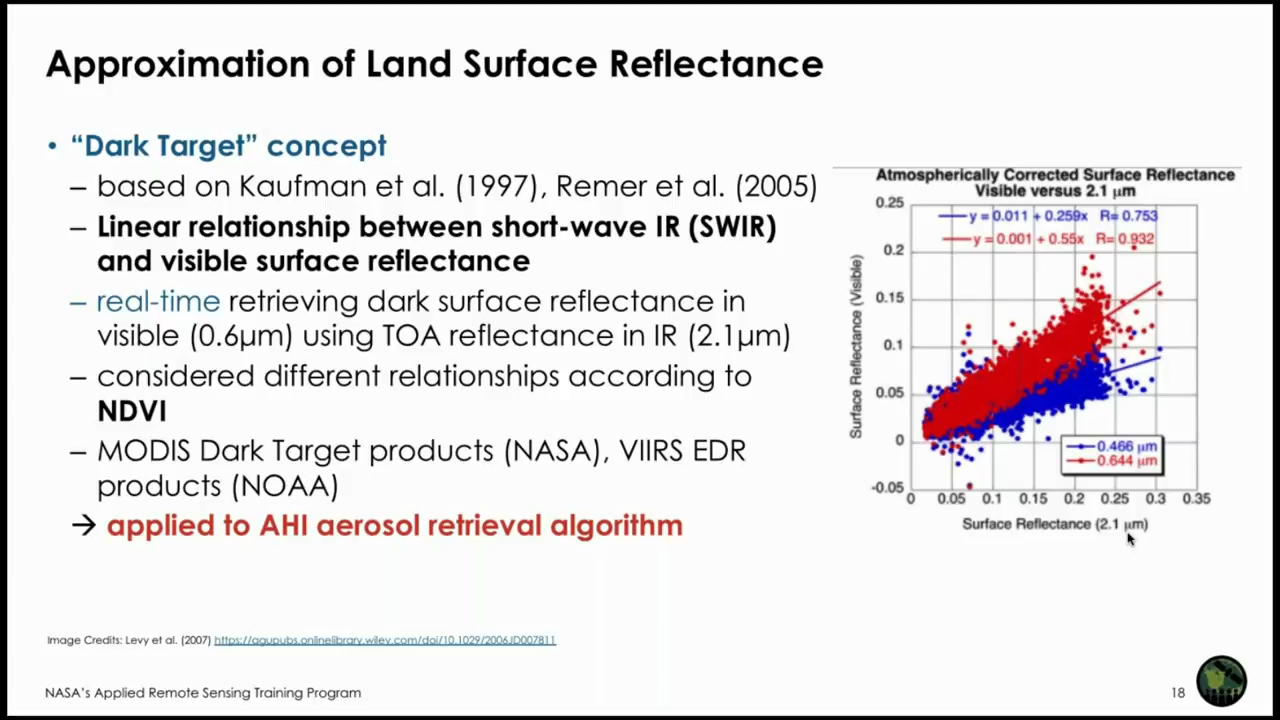 Approximation of Land Surface Reflectance
• “Dark Target” concept
– based on Kaufman et al. (1997), Remer et al. (2005)
– Linear relationship between short-wave IR (SWIR)
and visible surface reflectance
– real-time retrieving dark surface reflectance in
visible (0.6µm) using TOA reflectance in IR (2.1µm)
– considered different relationships according to
NDVI
– MODIS Dark Target products (NASA), VIIRS EDR
products (NOAA)
→ applied to AHI aerosol retrieval algorithm
Atmospherically Corrected Surface Reflectance
Visible versus 2.1 µm
y = 0.011 + 0.259x R= 0.753
y = 0.001 + 0.55x R= 0.932
Surface Reflectance (Visible)
0.25
0.2
0.15
0.1
0.05
0
-0.05
0.466 µm
0.644 µm
0 0.05 0.1 0.15 0.2 0.25 0.3 0.35
Surface Reflectance (2.1 µm)
Image Credits: Levy et al. (2007) https://agupubs.onlinelibrary.wiley.com/doi/10.1029/2006JD007811
NASA's Applied Remote Sensing Training Program
18